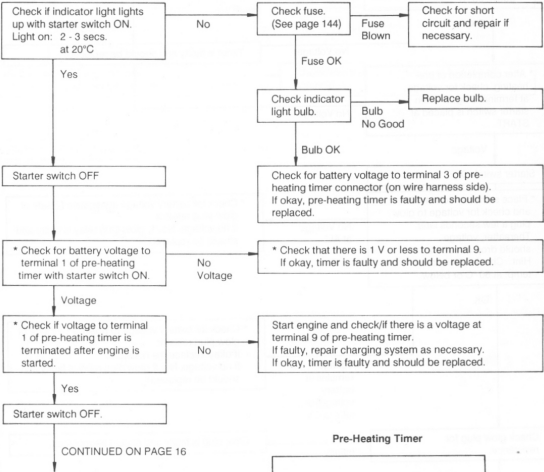 Check if indicator light lights
up with starter switch ON.
Light on: 2 - 3 secs.
at 20°C
No
Check fuse.
(See page 144)
Fuse
Blown
Check for short
circuit and repair if
necessary.
Yes
Fuse OK
Check indicator
light bulb.
Bulb
No Good
Replace bulb.
Bulb OK
Starter switch OFF
Check for battery voltage to terminal 3 of pre-
heating timer connector (on wire harness side).
If okay, pre-heating timer is faulty and should be
replaced.
* Check for battery voltage to
terminal 1 of pre-heating
timer with starter switch ON.
No
Voltage
* Check that there is 1 V or less to terminal 9.
If okay, timer is faulty and should be replaced.
Voltage
* Check if voltage to terminal
1 of pre-heating timer is
terminated after engine is
started.
No
Start engine and check/if there is a voltage at
terminal 9 of pre-heating timer.
If faulty, repair charging system as necessary.
If okay, timer is faulty and should be replaced.
Yes
Starter switch OFF.
CONTINUED ON PAGE 16
Pre-Heating Timer